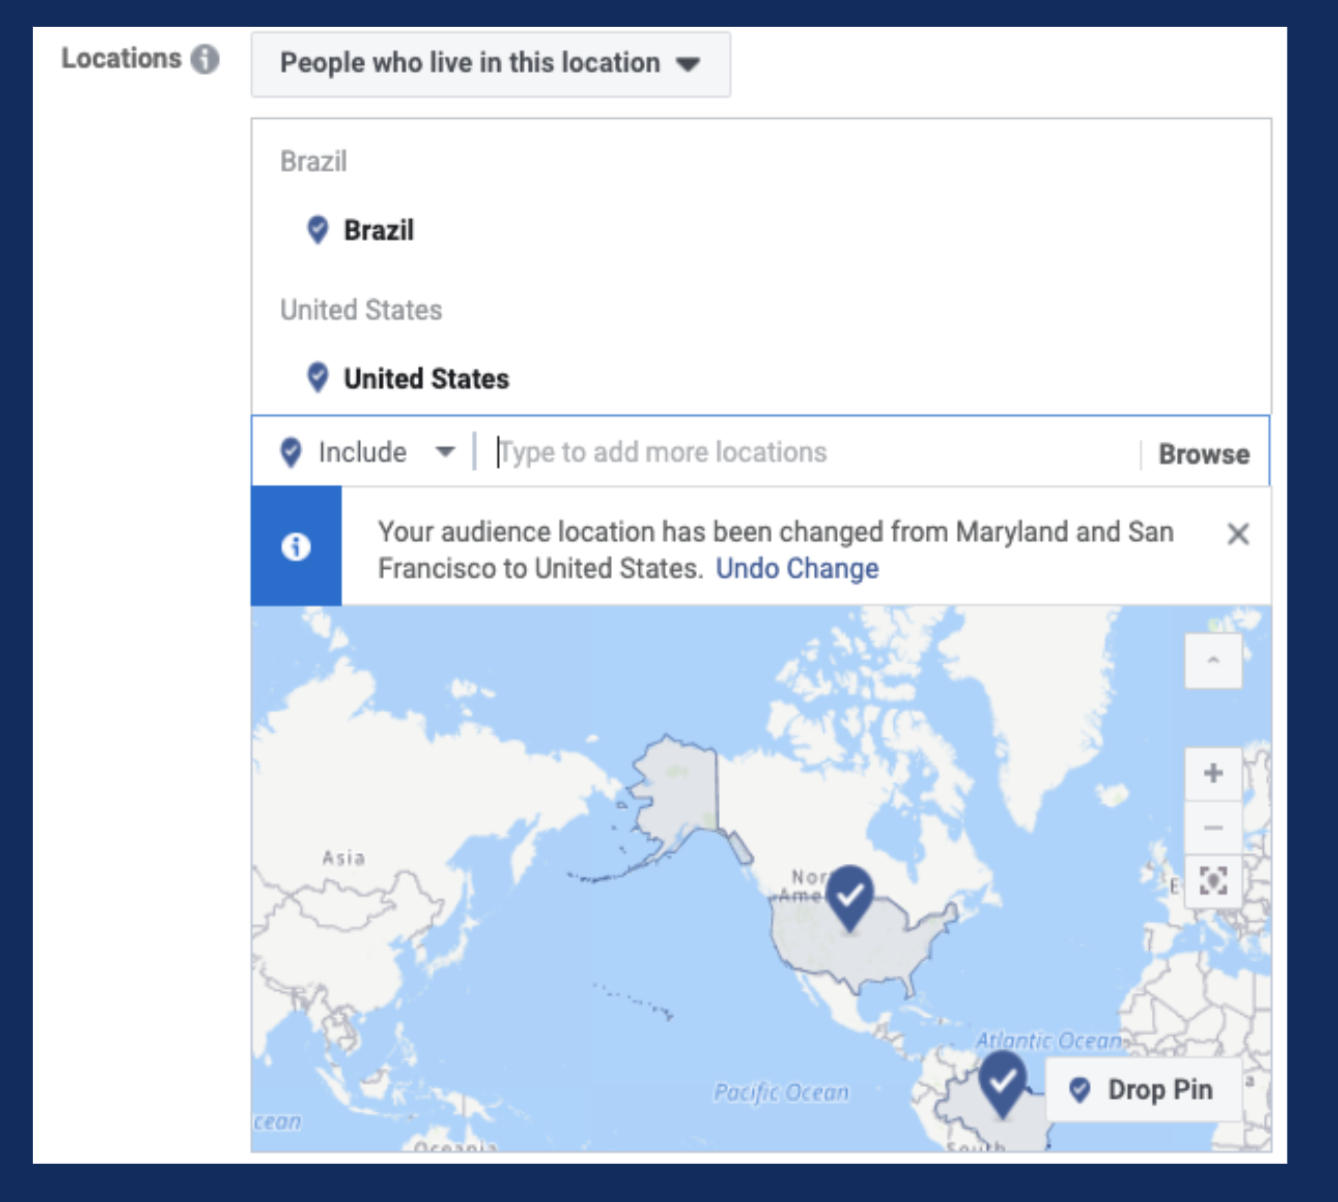 Locations
People who live in this location
Brazil
Brazil
United States
United States
Include
Type to add more locations
Browse
Your audience location has been changed from Maryland and San
Francisco to United States. Undo Change
Asia
Nor
Ame
E
Atlantic Ocean
Drop Pin
a
Pacific Ocean
cean
Oceania
South